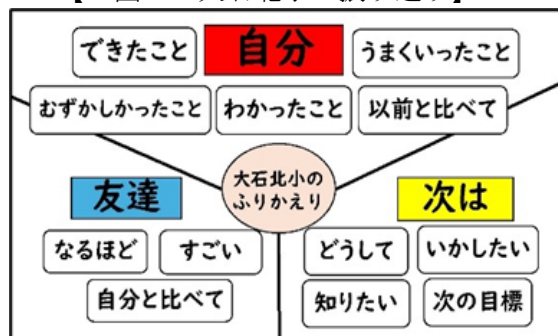 できたこと
自分
うまくいったこと
むずかしかったこと
わかったこと
以前と比べて
大石北小の
ふりかえり
友達
なるほど
すごい
自分と比べて
次は
どうして
いかしたい
知りたい
次の目標